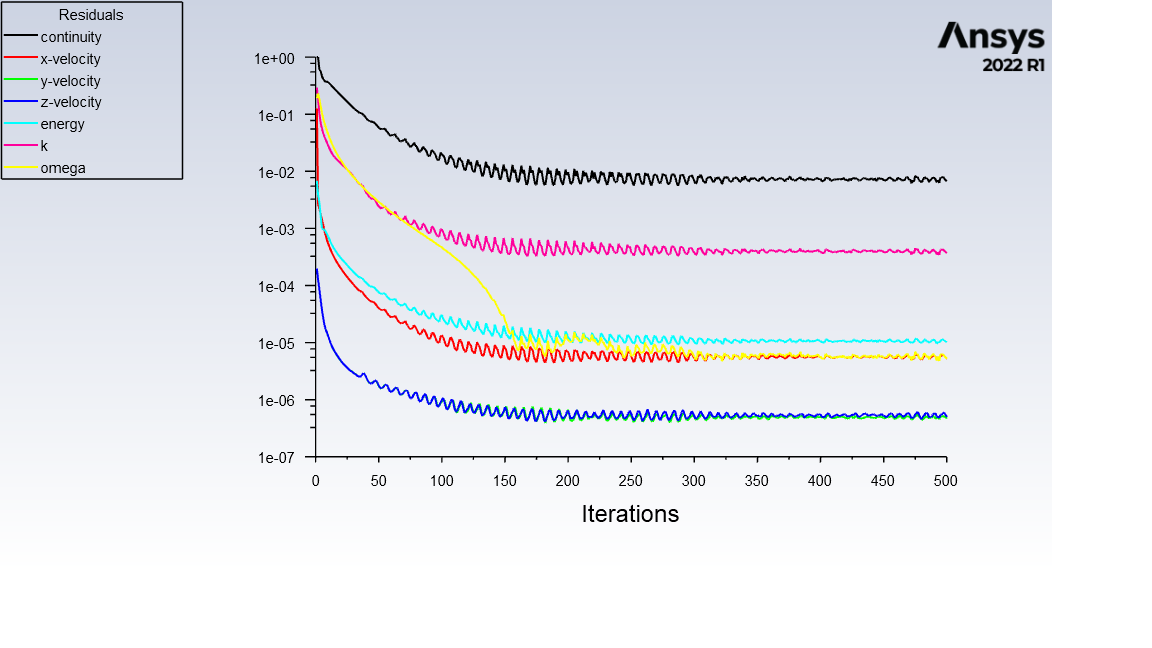 Residuals
continuity
x-velocity
y-velocity
z-velocity
energy
k
omega
Ansys
2022 R1
1e+00
1e-01
1e-02
1e-03
1e-04
1e-05
1e-06
1e-07
0 50 100 150 200 250 300 350 400 450 500
Iterations